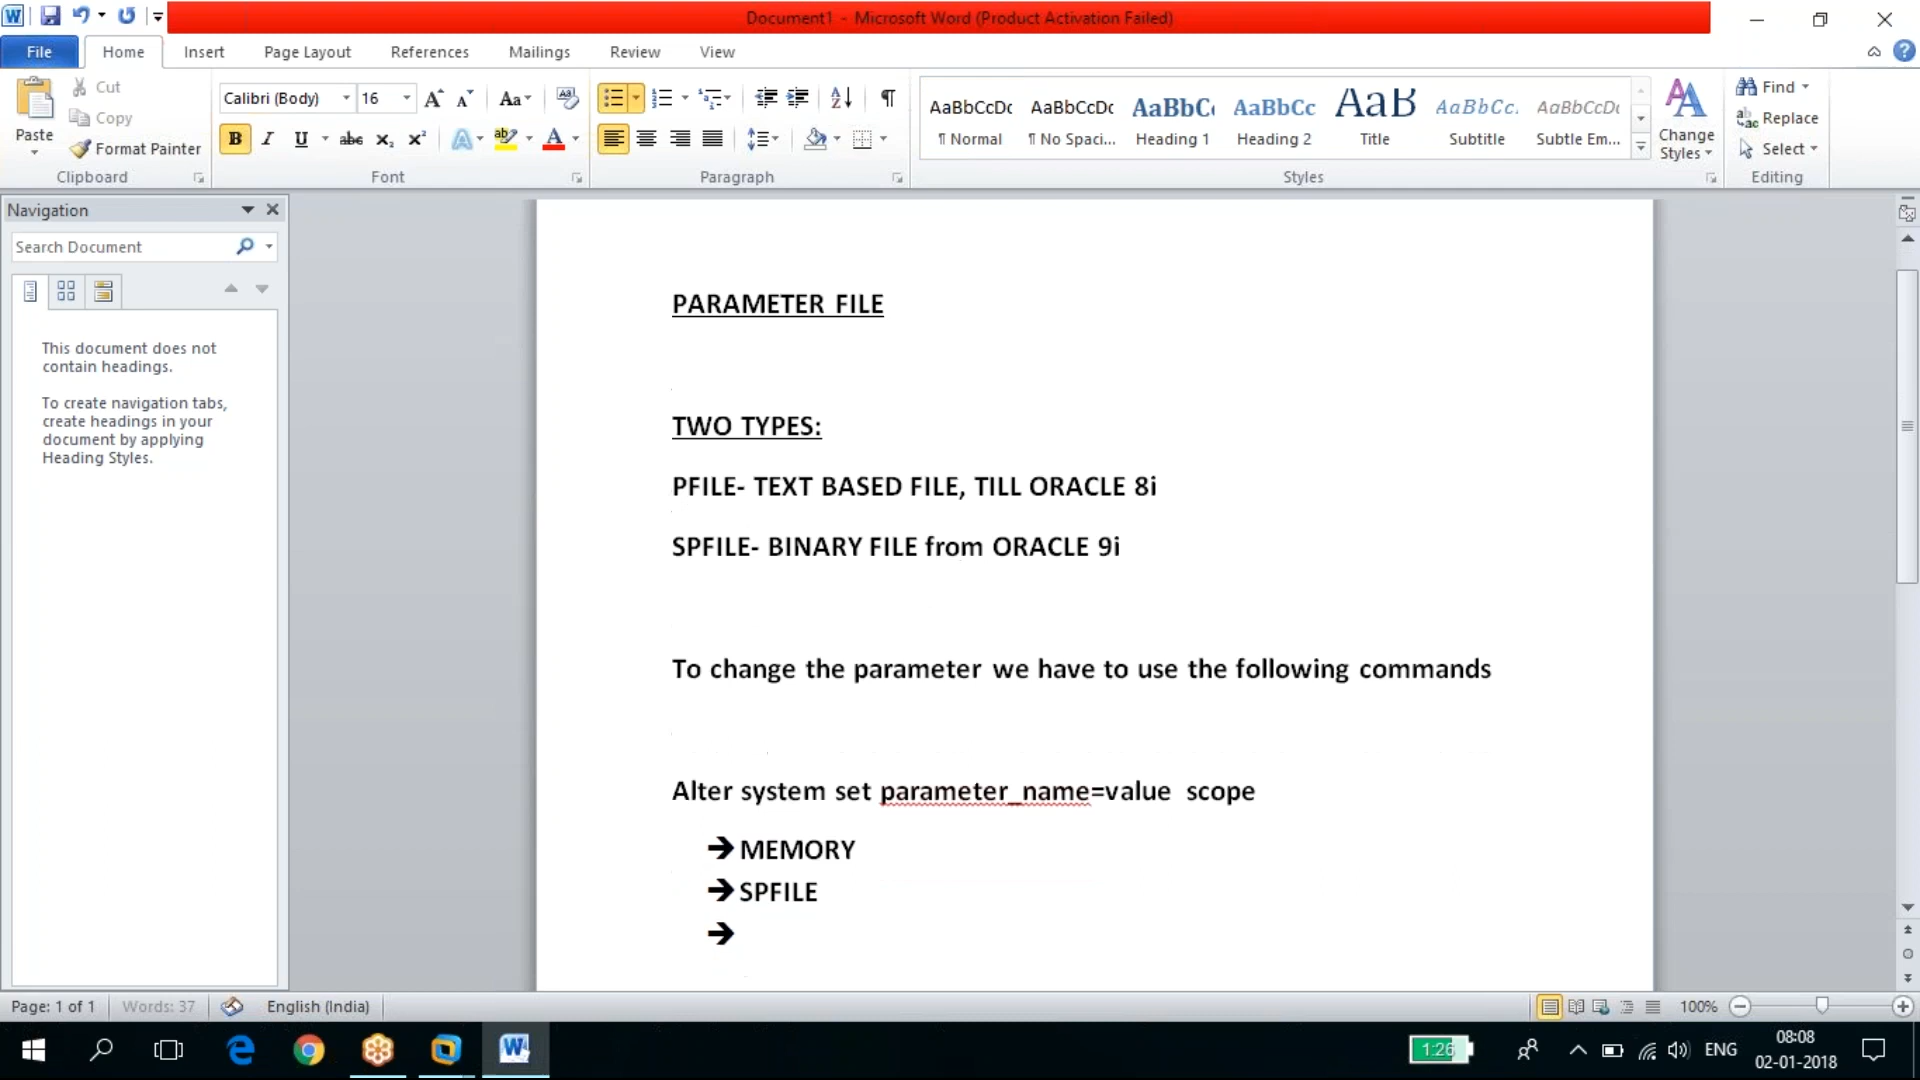 Document1 - Microsoft Word (Product Activation Failed)
File Home Insert Page Layout References Mailings Review View
Paste
Cut
Copy
Format Painter
Clipboard
Calibri (Body) 16
Font
Paragraph
AaBbCcDc AaBbCcDc AaBbC AaBbCc AaB AaBbCc. AaBbCcDc
¶ Normal ¶ No Spaci... Heading 1 Heading 2 Title Subtitle Subtle Em...
Styles
Change
Styles
Find
Replace
Select
Editing
Navigation
Search Document
This document does not
contain headings.
To create navigation tabs,
create headings in your
document by applying
Heading Styles.
PARAMETER FILE
TWO TYPES:
PFILE- TEXT BASED FILE, TILL ORACLE 8i
SPFILE- BINARY FILE from ORACLE 9i
To change the parameter we have to use the following commands
Alter system set parameter_name=value scope
➔ MEMORY
➔ SPFILE
➔
Page: 1 of 1 Words: 37 English (India) 100%
1:26 ENG 08:08
02-01-2018